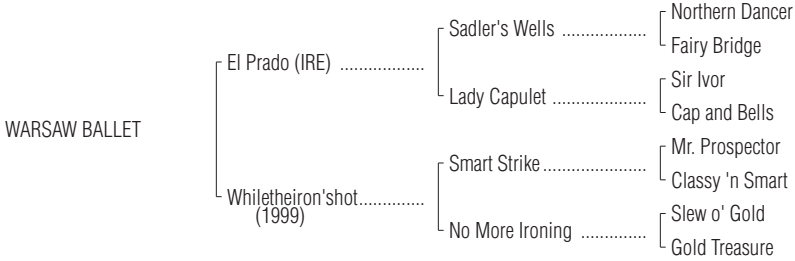 Northern Dancer
Sadler's Wells ..................
Fairy Bridge
El Prado (IRE) ..................
Sir Ivor
Lady Capulet ....................
Cap and Bells
WARSAW BALLET
Mr. Prospector
Smart Strike......................
Classy 'n Smart
Whiletheiron'shot..............
(1999)
Slew o' Gold
No More Ironing ..............
Gold Treasure